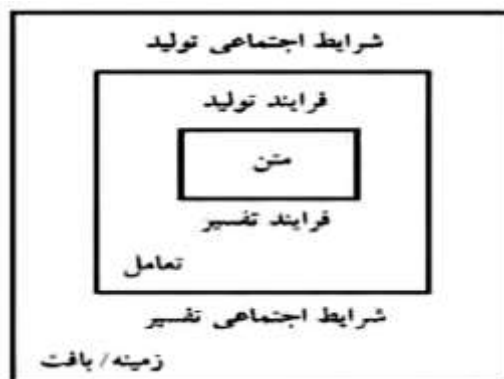 شرایط اجتماعی تولید
فرایند تولید
متن
فرایند تفسیر
تعامل
شرایط اجتماعی تفسیر
زمینه/ بافت